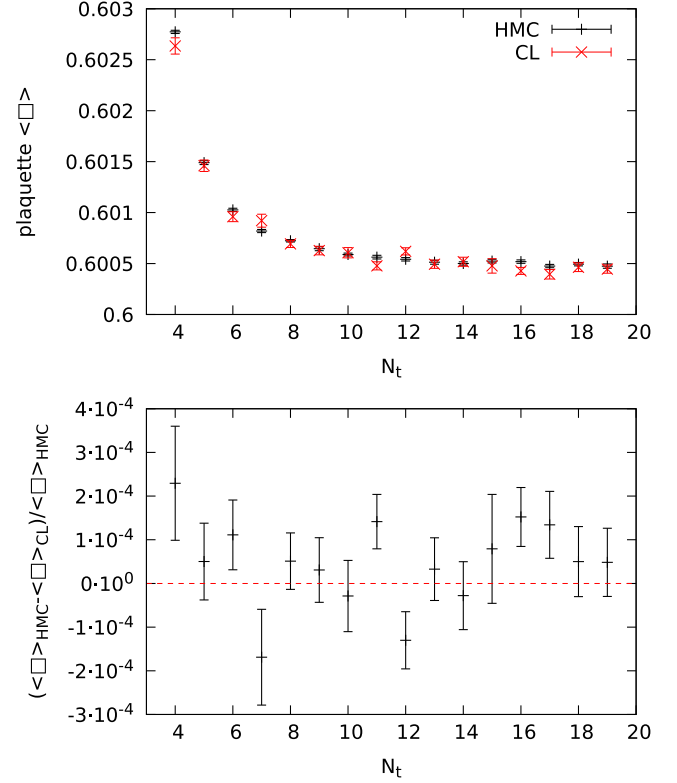 0.603
0.6025
0.602
0.6015
0.601
0.6005
0.6
plaquette <□>
HMC
CL
4 6 8 10 12 14 16 18 20
N_t
4·10^-4
3·10^-4
2·10^-4
1·10^-4
0·10^0
-1·10^-4
-2·10^-4
-3·10^-4
(<□>_HMC-<□>_CL)/<□>_HMC
4 6 8 10 12 14 16 18 20
N_t